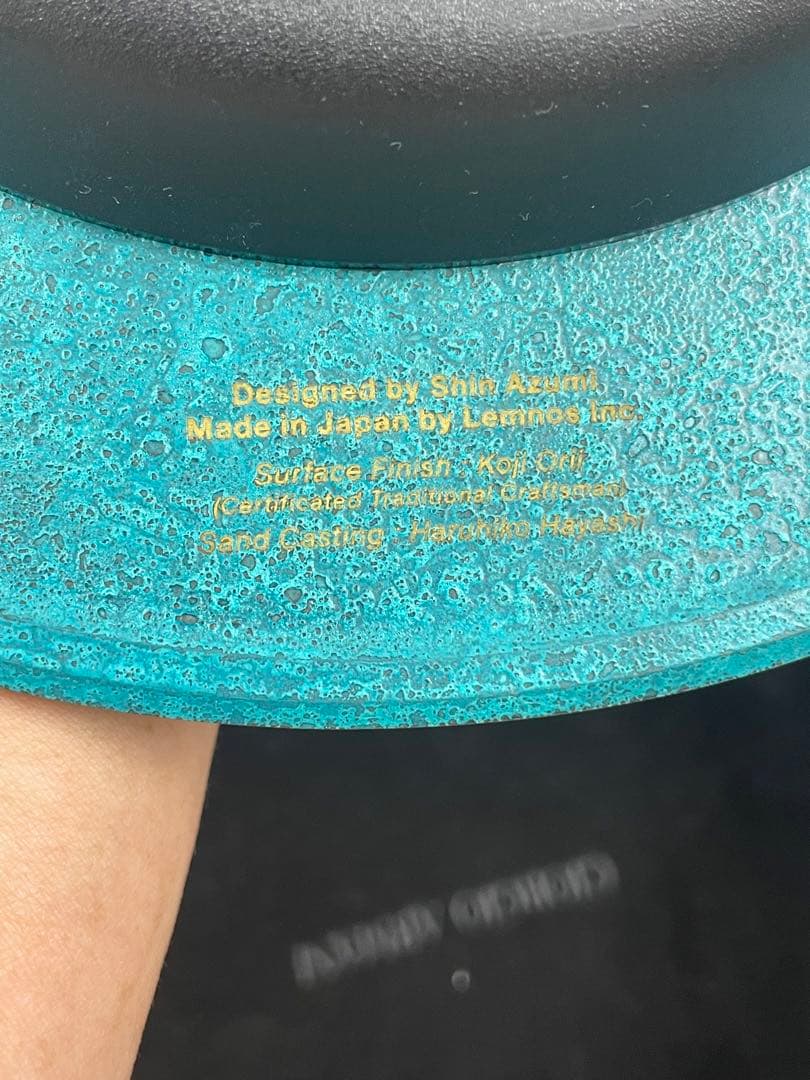 Designed by Shin Azumi
Made in Japan by Lemnos Inc.
Surface Finish : Koji Orii
(Certificated Traditional Craftsman)
Sand Casting : Haruhiko Hayashi